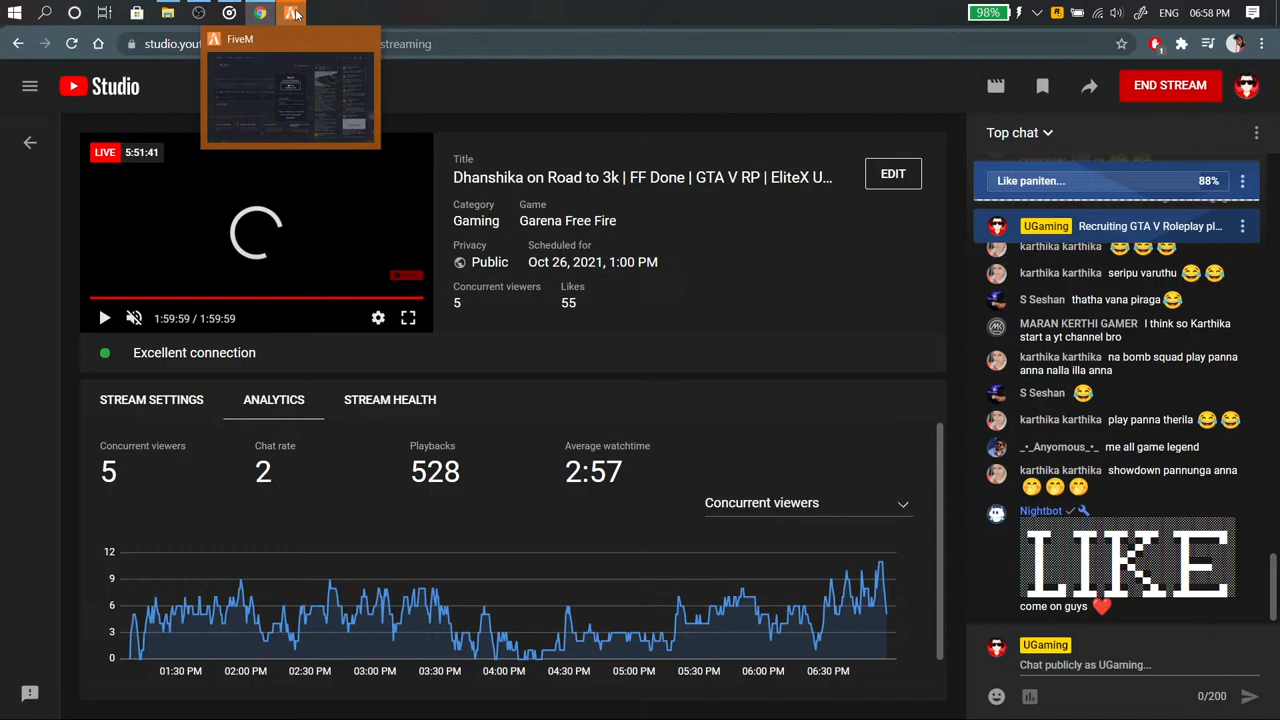 98%
ENG
06:58 PM
FiveM
studio.yout
streaming
Studio
END STREAM
LIVE 5:51:41
1:59:59 / 1:59:59
Title
Dhanshika on Road to 3k | FF Done | GTA V RP | EliteX U...
EDIT
Category
Gaming
Game
Garena Free Fire
Privacy
Public
Scheduled for
Oct 26, 2021, 1:00 PM
Concurrent viewers
5
Likes
55
Excellent connection
STREAM SETTINGS
ANALYTICS
STREAM HEALTH
Concurrent viewers
5
Chat rate
2
Playbacks
528
Average watchtime
2:57
Concurrent viewers
12
9
6
3
0
01:30 PM 02:00 PM 02:30 PM 03:00 PM 03:30 PM 04:00 PM 04:30 PM 05:00 PM 05:30 PM 06:00 PM 06:30 PM
Top chat
Like paniten... 88%
UGaming Recruiting GTA V Roleplay pl...
karthika karthika 😂😂😂
karthika karthika seripu varuthu 😂😂
S Seshan thatha vana piraga 😂
MARAN KERTHI GAMER I think so Karthika
start a yt channel bro
karthika karthika na bomb squad play panna
anna nalla illa anna
S Seshan 😂
karthika karthika play panna therila 😂😂
_•_Anyomous_•_ me all game legend
karthika karthika showdown pannunga anna
🤭🤭🤭
Nightbot
LIKE
come on guys ❤️
UGaming
Chat publicly as UGaming...
0/200